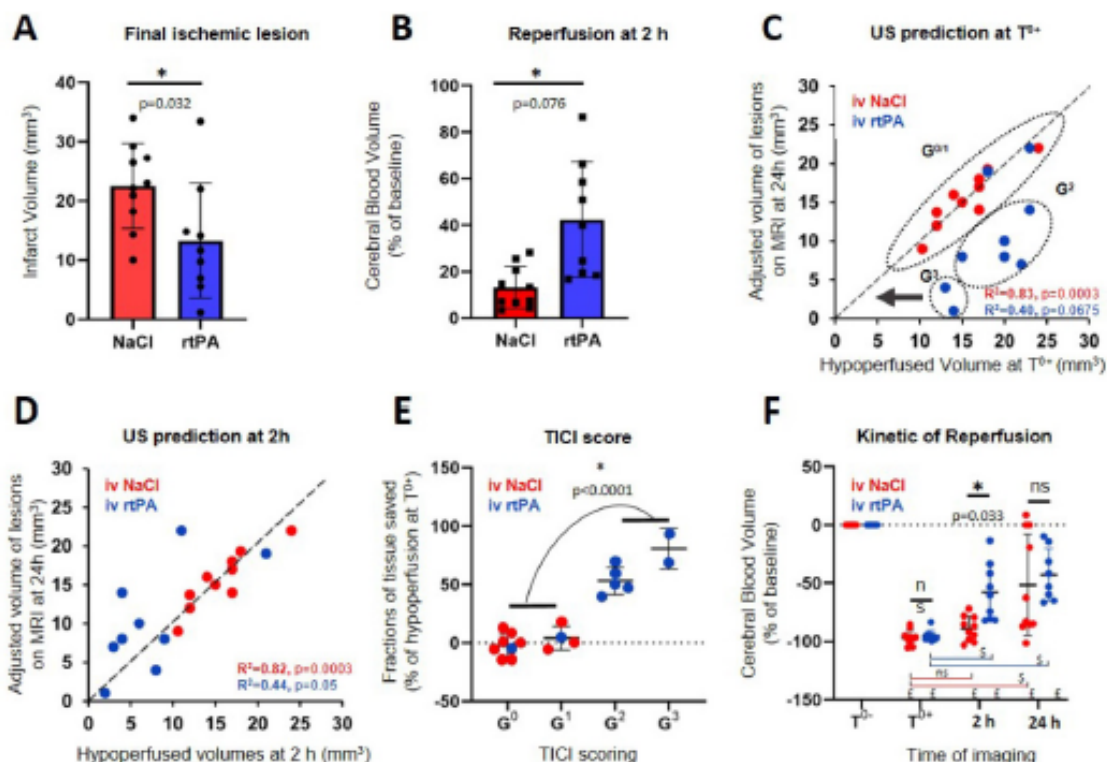 A
Final ischemic lesion
*
p=0.032
Infarct Volume (mm³)
40
30
20
10
0
NaCl
rtPA
B
Reperfusion at 2 h
*
p=0.076
Cerebral Blood Volume
(% of baseline)
100
80
60
40
20
0
NaCl
rtPA
C
US prediction at T⁰⁺
iv NaCl
iv rtPA
G⁰/¹
G²
G³
R²=0.83, p=0.0003
R²=0.40, p=0.0675
Adjusted volume of lesions
on MRI at 24h (mm³)
30
25
20
15
10
5
0
0 5 10 15 20 25 30
Hypoperfused Volume at T⁰⁺ (mm³)
D
US prediction at 2h
iv NaCl
iv rtPA
R²=0.82, p=0.0003
R²=0.44, p=0.05
Adjusted volume of lesions
on MRI at 24h (mm³)
30
25
20
15
10
5
0
0 5 10 15 20 25 30
Hypoperfused volumes at 2 h (mm³)
E
TICI score
*
p<0.0001
Fractions of tissue saved
(% of hypoperfusion at T⁰⁺)
150
100
50
0
-50
G⁰ G¹ G² G³
TICI scoring
F
Kinetic of Reperfusion
iv NaCl
iv rtPA
*
p=0.033
ns
n
s
Cerebral Blood Volume
(% of baseline)
50
0
-50
-100
-150
$
$
ns
$
£ £ £ £ £ £
T⁰⁻ T⁰⁺ 2 h 24 h
Time of imaging